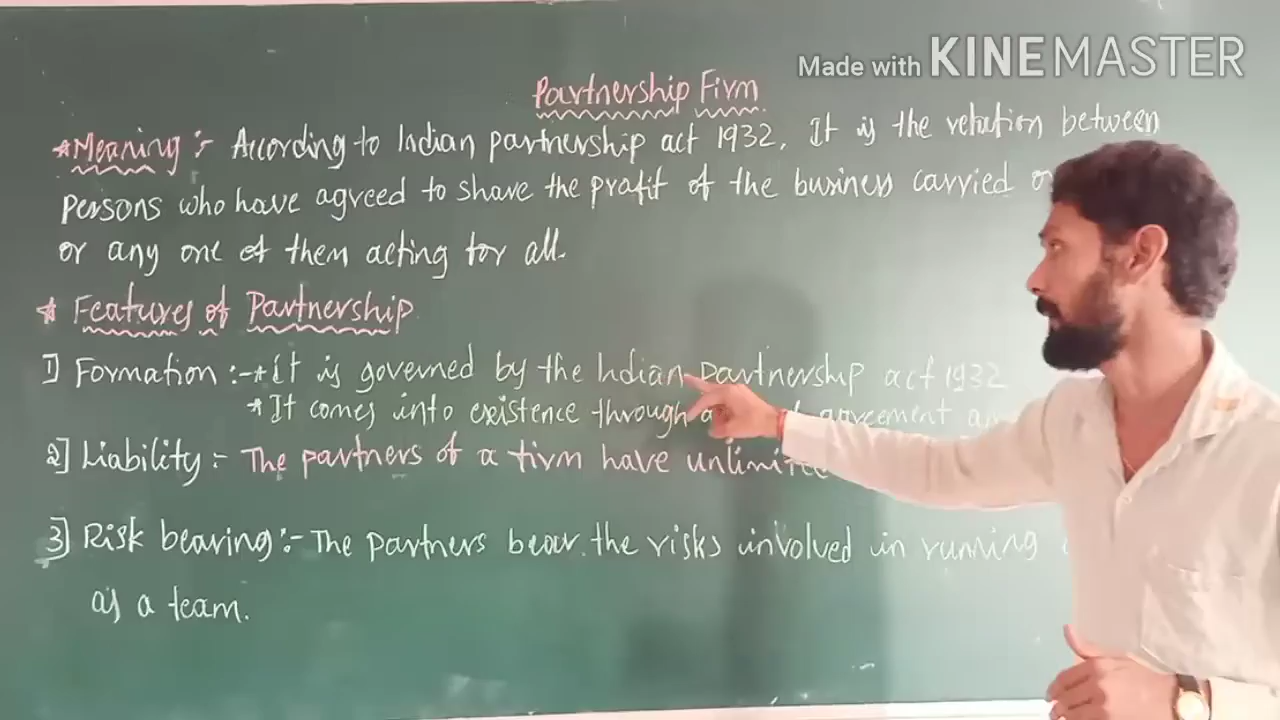 Made with KINEMASTER
Partnership Firm
* Meaning :- According to Indian partnership act 1932, It is the relation between
persons who have agreed to share the profit of the business carried
or any one of them acting for all.
* Features of Partnership
1) Formation :- * It is governed by the Indian Partnership act 1932
* It comes into existence through a agreement
2] Liability :- The partners of a firm have unlimited
3] Risk bearing :- The partners bear the risks involved in running
as a team.